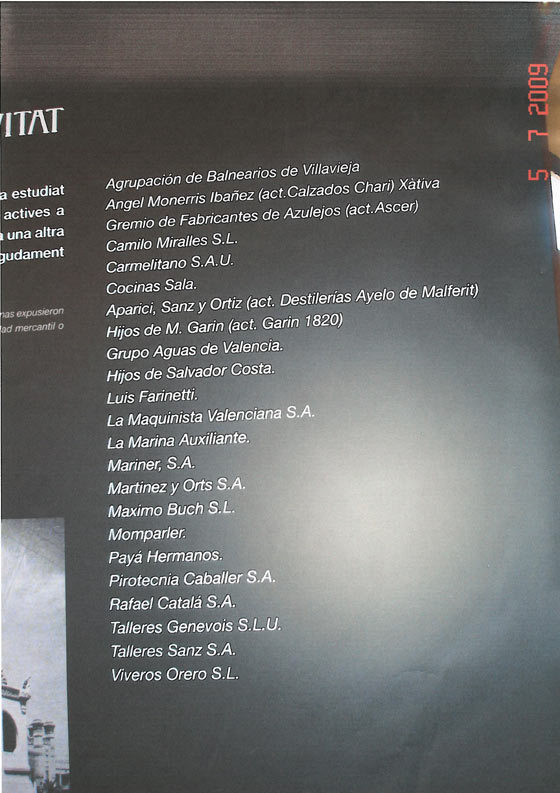 VITAT
a estudiat
actives a
a una altra
gudament
nas expusieron
dad mercantil o
Agrupación de Balnearios de Villavieja
Angel Monerris Ibañez (act.Calzados Chari) Xàtiva
Gremio de Fabricantes de Azulejos (act.Ascer)
Camilo Miralles S.L.
Carmelitano S.A.U.
Cocinas Sala.
Aparici, Sanz y Ortiz (act. Destilerías Ayelo de Malferit)
Hijos de M. Garin (act. Garin 1820)
Grupo Aguas de Valencia.
Hijos de Salvador Costa.
Luis Farinetti.
La Maquinista Valenciana S.A.
La Marina Auxiliante.
Mariner, S.A.
Martinez y Orts S.A.
Maximo Buch S.L.
Momparler.
Payá Hermanos.
Pirotecnia Caballer S.A.
Rafael Catalá S.A.
Talleres Genevois S.L.U.
Talleres Sanz S.A.
Viveros Orero S.L.
5 7 2009